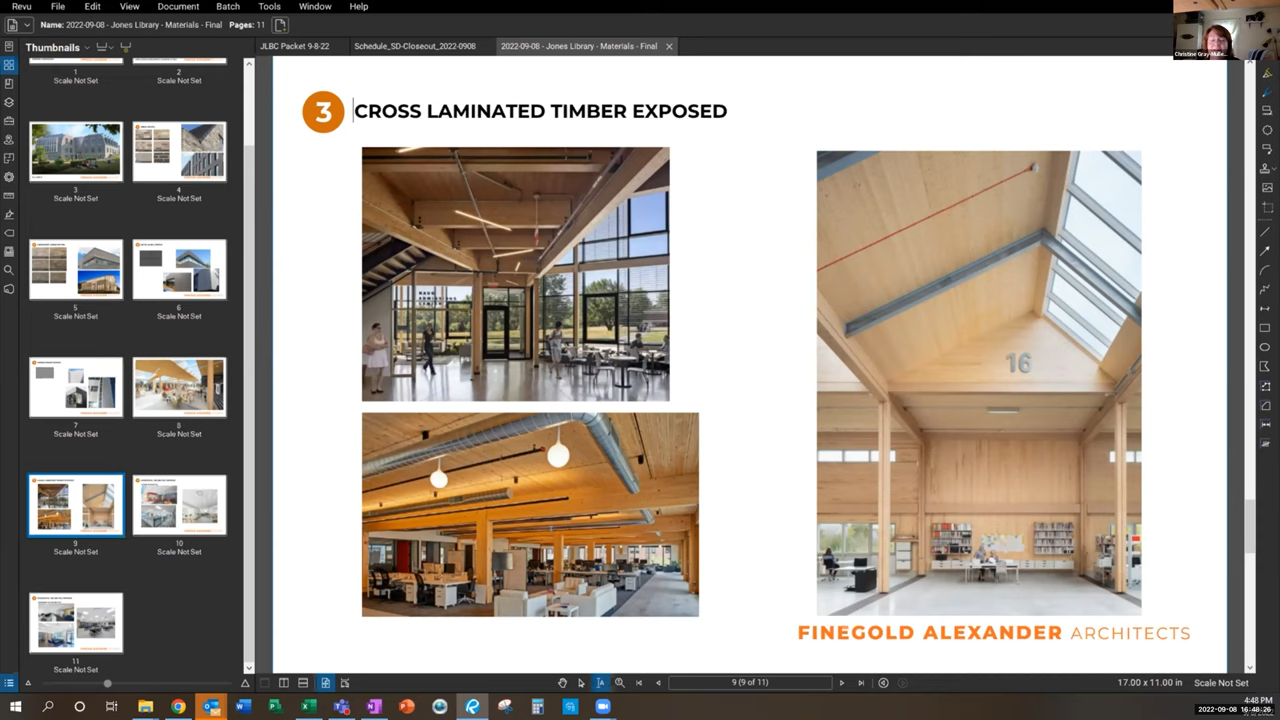 Revu File Edit View Document Batch Tools Window Help
Name: 2022-09-08 - Jones Library - Materials - Final Pages: 11
Thumbnails
JLBC Packet 9-8-22
Schedule_SD-Closeout_2022-0908
2022-09-08 - Jones Library - Materials - Final
Christine Gray-Mulle...
1
Scale Not Set
2
Scale Not Set
3
Scale Not Set
4
Scale Not Set
5
Scale Not Set
6
Scale Not Set
7
Scale Not Set
8
Scale Not Set
9
Scale Not Set
10
Scale Not Set
11
Scale Not Set
3 CROSS LAMINATED TIMBER EXPOSED
16
FINEGOLD ALEXANDER ARCHITECTS
9 (9 of 11)
17.00 x 11.00 in
Scale Not Set
4:48 PM
2022-09-08 16:48:26